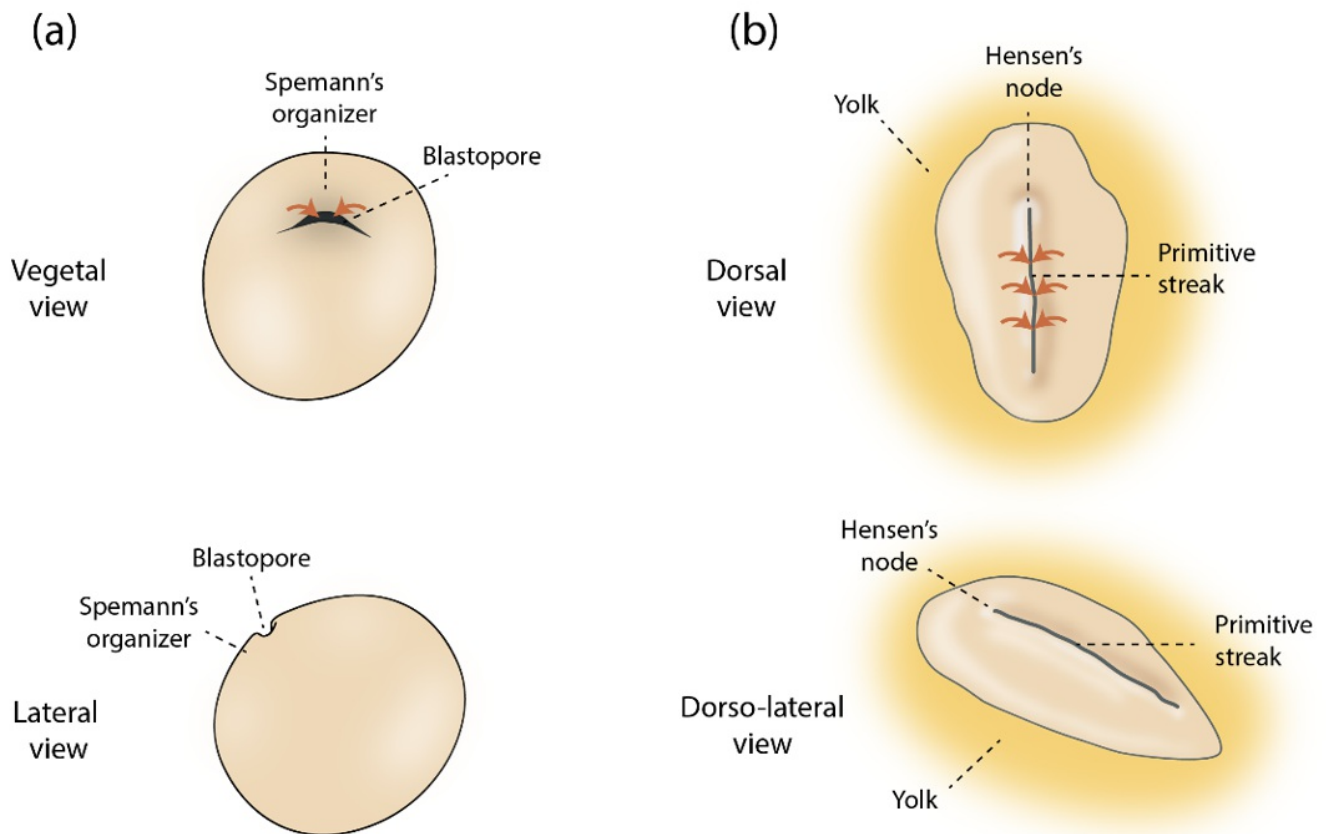 (a)
Spemann's
organizer
Blastopore
Vegetal
view
Blastopore
Spemann's
organizer
Lateral
view
(b)
Hensen's
node
Yolk
Primitive
streak
Dorsal
view
Hensen's
node
Primitive
streak
Dorso-lateral
view
Yolk